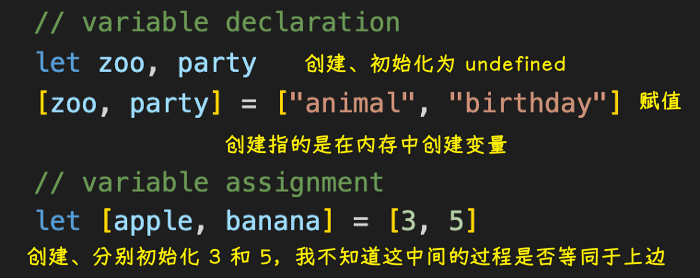 // variable declaration
let zoo, party 创建、初始化为 undefined
[zoo, party] = ["animal", "birthday"] 赋值
创建指的是在内存中创建变量
// variable assignment
let [apple, banana] = [3, 5]
创建、分别初始化 3 和 5，我不知道这中间的过程是否等同于上边